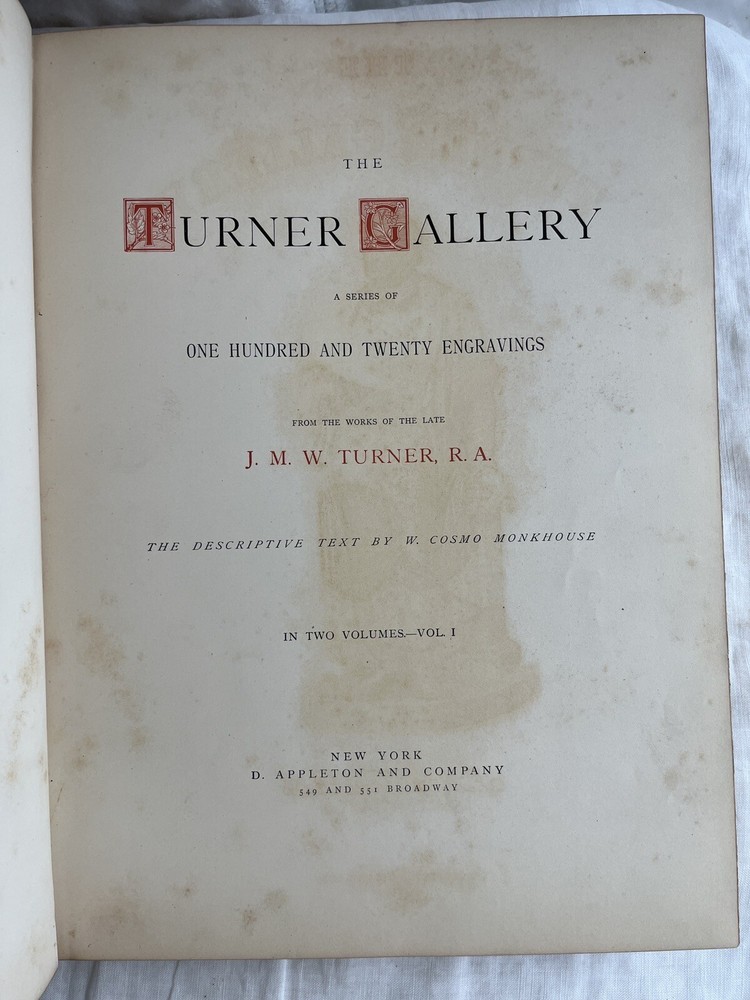 THE
TURNER GALLERY
A SERIES OF
ONE HUNDRED AND TWENTY ENGRAVINGS
FROM THE WORKS OF THE LATE
J. M. W. TURNER, R. A.
THE DESCRIPTIVE TEXT BY W. COSMO MONKHOUSE
IN TWO VOLUMES.—VOL. I
NEW YORK
D. APPLETON AND COMPANY
549 AND 551 BROADWAY